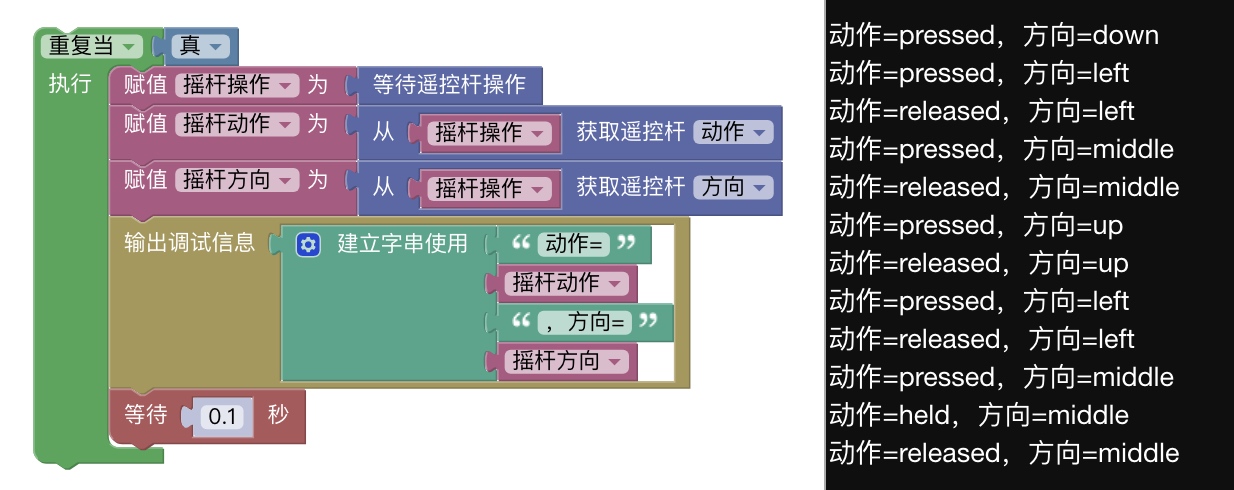 重复当 真
执行 赋值 摇杆操作 为 等待遥控杆操作
赋值 摇杆动作 为 从 摇杆操作 获取遥控杆 动作
赋值 摇杆方向 为 从 摇杆操作 获取遥控杆 方向
输出调试信息 建立字串使用 “ 动作= ”
摇杆动作
“ ，方向= ”
摇杆方向
等待 0.1 秒
动作=pressed，方向=down
动作=pressed，方向=left
动作=released，方向=left
动作=pressed，方向=middle
动作=released，方向=middle
动作=pressed，方向=up
动作=released，方向=up
动作=pressed，方向=left
动作=released，方向=left
动作=pressed，方向=middle
动作=held，方向=middle
动作=released，方向=middle